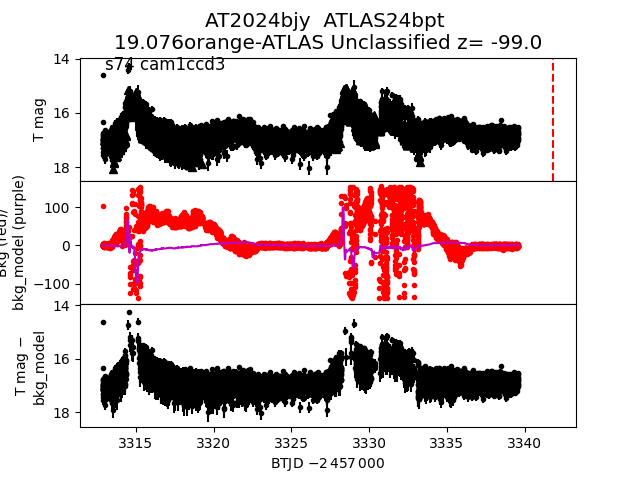 AT2024bjy ATLAS24bpt
19.076orange-ATLAS Unclassified z= -99.0
s74 cam1ccd3
14
16
18
T mag
100
0
−100
Bkg (red)/
bkg_model (purple)
14
16
18
T mag −
bkg_model
3315
3320
3325
3330
3335
3340
BTJD −2 457 000